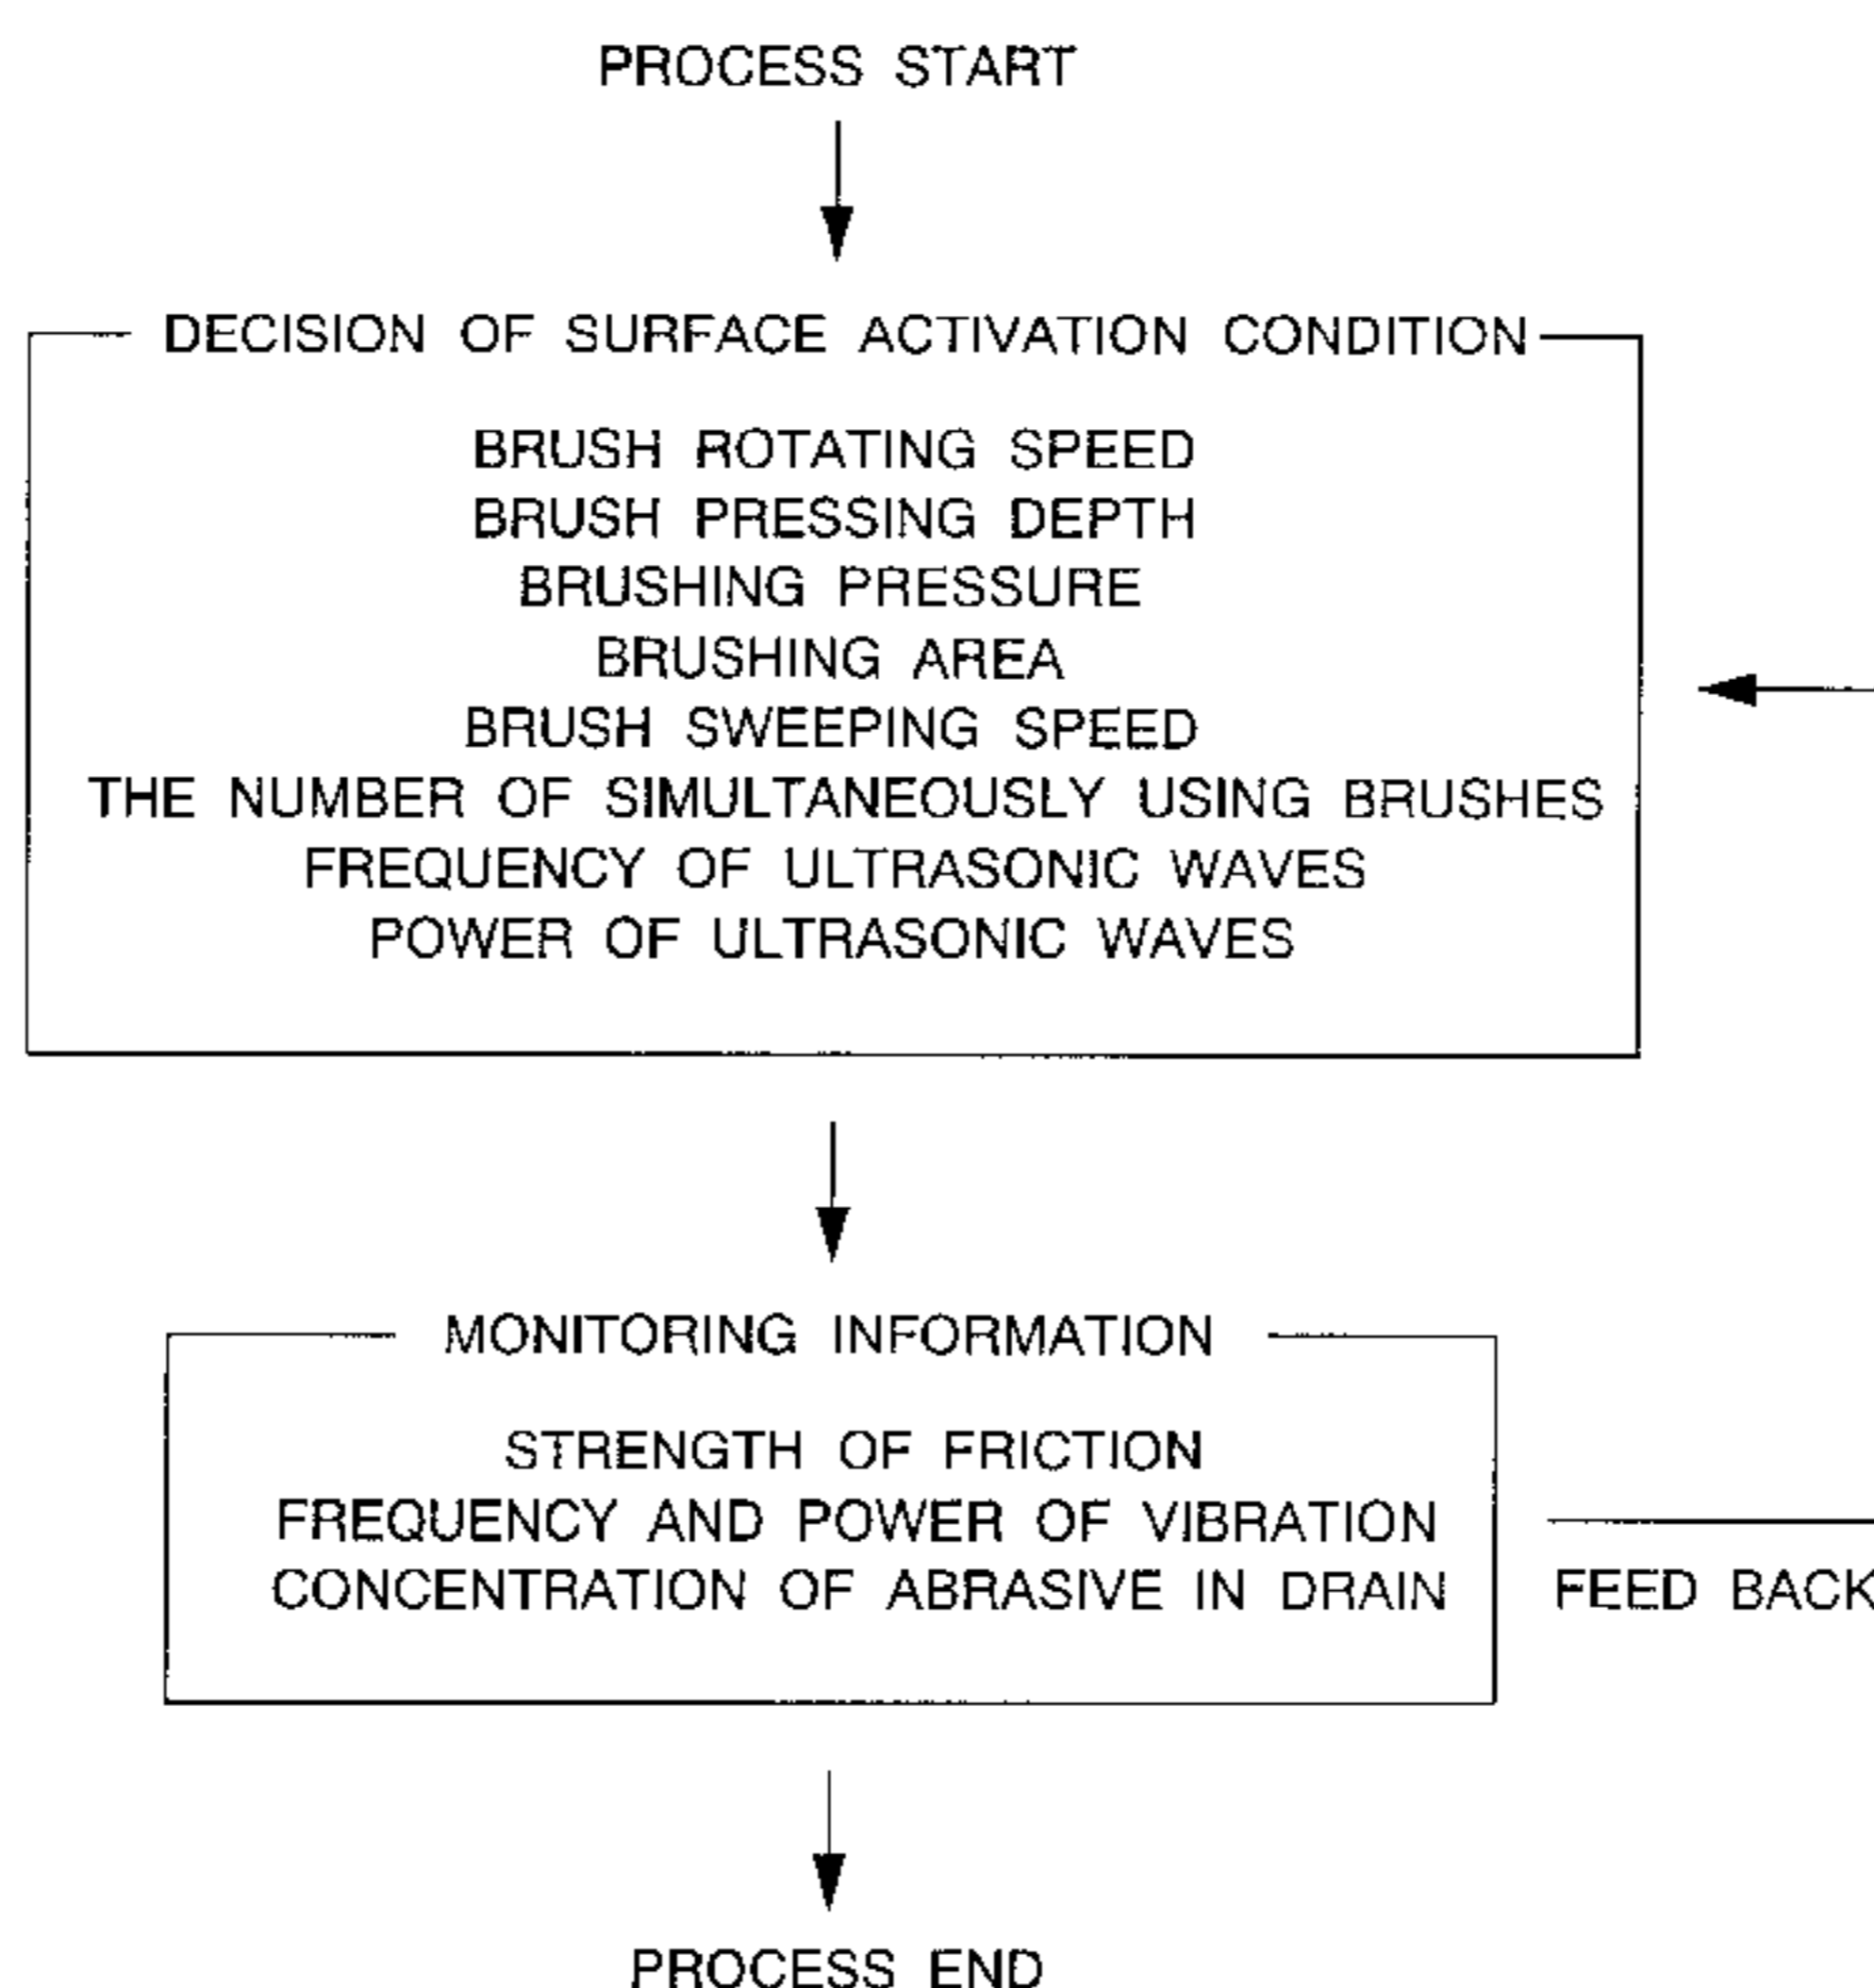 PROCESS START
DECISION OF SURFACE ACTIVATION CONDITION
BRUSH ROTATING SPEED
BRUSH PRESSING DEPTH
BRUSHING PRESSURE
BRUSHING AREA
BRUSH SWEEPING SPEED
THE NUMBER OF SIMULTANEOUSLY USING BRUSHES
FREQUENCY OF ULTRASONIC WAVES
POWER OF ULTRASONIC WAVES
MONITORING INFORMATION
STRENGTH OF FRICTION
FREQUENCY AND POWER OF VIBRATION
CONCENTRATION OF ABRASIVE IN DRAIN
FEED BACK
PROCESS END